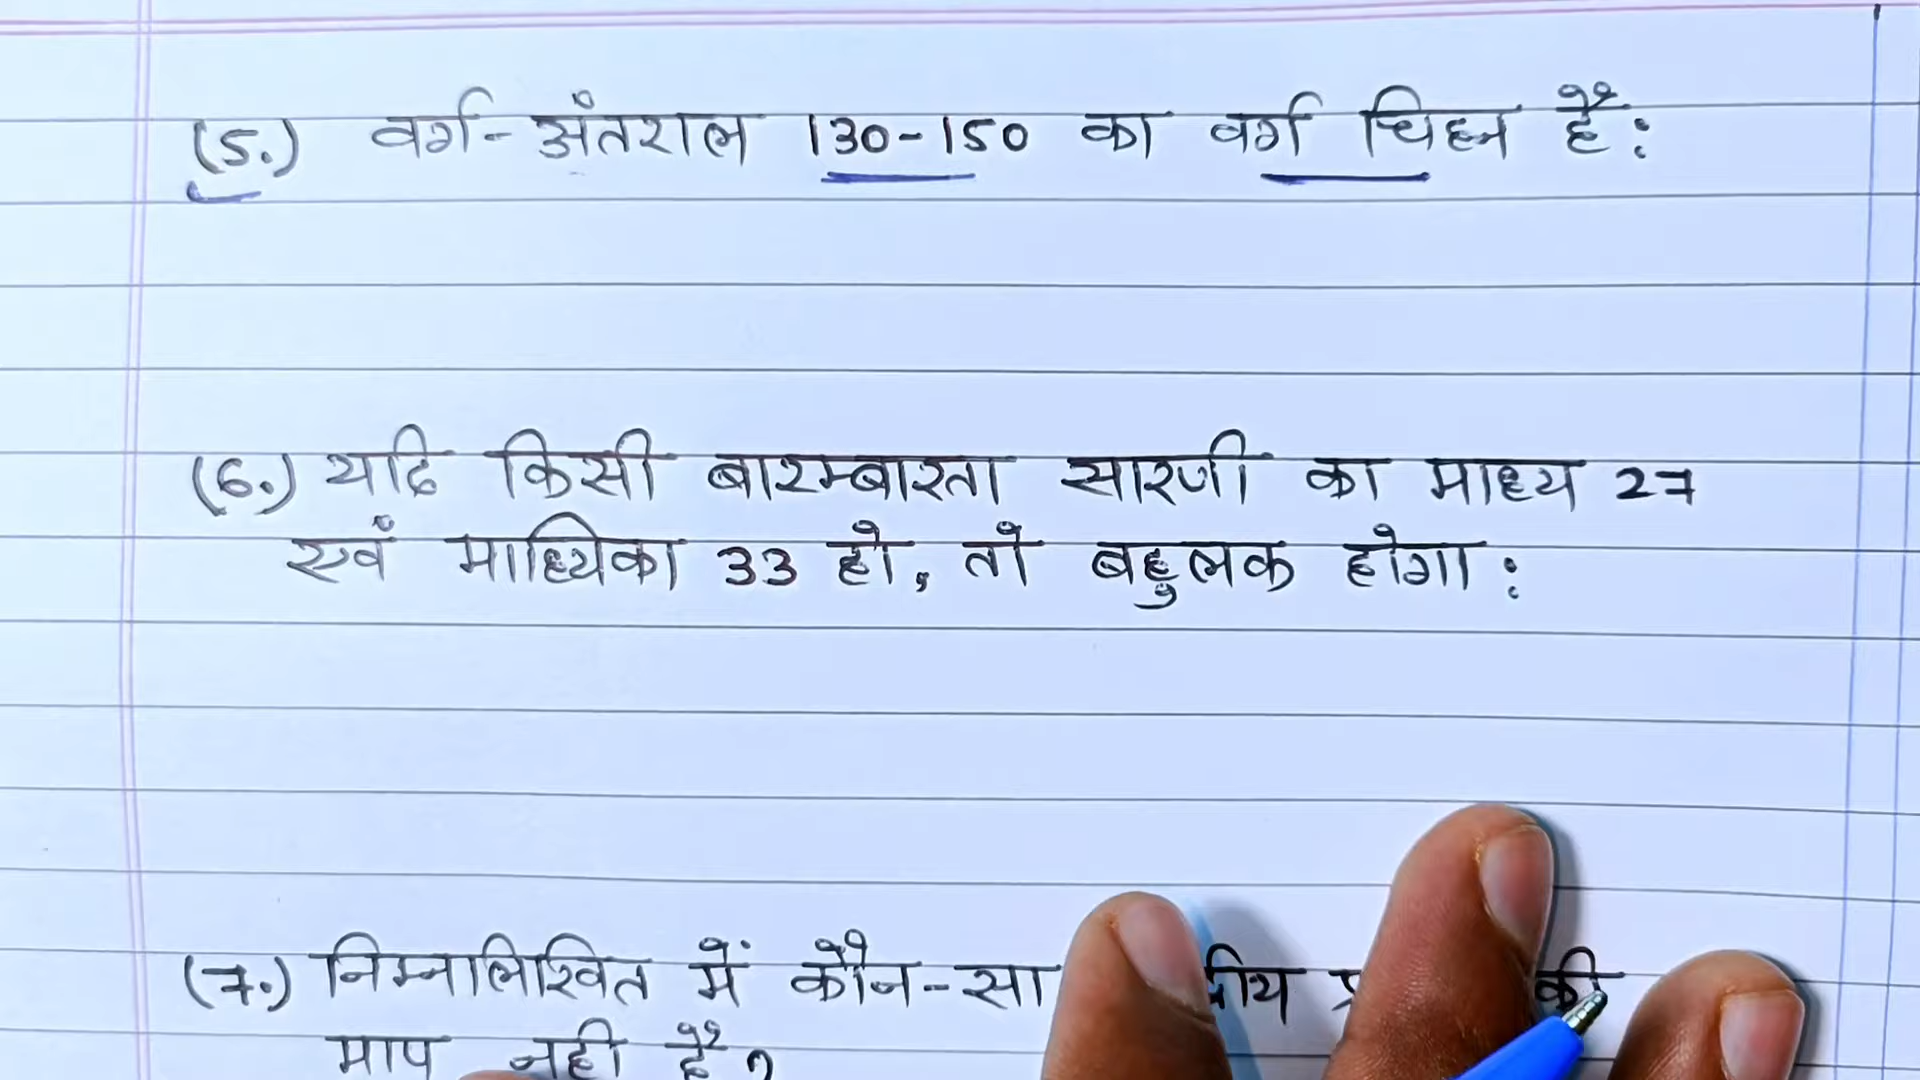 (5.) वर्ग-अंतराल 130-150 का वर्ग चिह्न है:
(6.) यदि किसी बारम्बारता सारणी का माध्य 27
एवं माध्यिका 33 हो, तो बहुलक होगा:
(7.) निम्नलिखित में कौन-सा की
माप नही है?